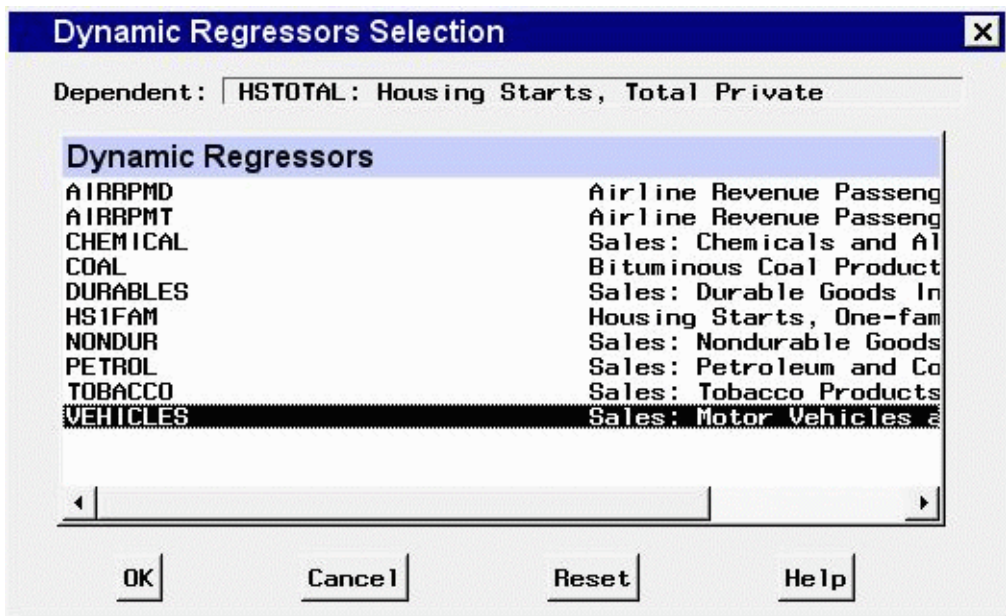 Dynamic Regressors Selection
Dependent: HSTOTAL: Housing Starts, Total Private
Dynamic Regressors
AIRRPMD Airline Revenue Passeng
AIRRPMT Airline Revenue Passeng
CHEMICAL Sales: Chemicals and Al
COAL Bituminous Coal Product
DURABLES Sales: Durable Goods In
HS1FAM Housing Starts, One-fam
NONDUR Sales: Nondurable Goods
PETROL Sales: Petroleum and Co
TOBACCO Sales: Tobacco Products
VEHICLES Sales: Motor Vehicles a
OK Cancel Reset Help